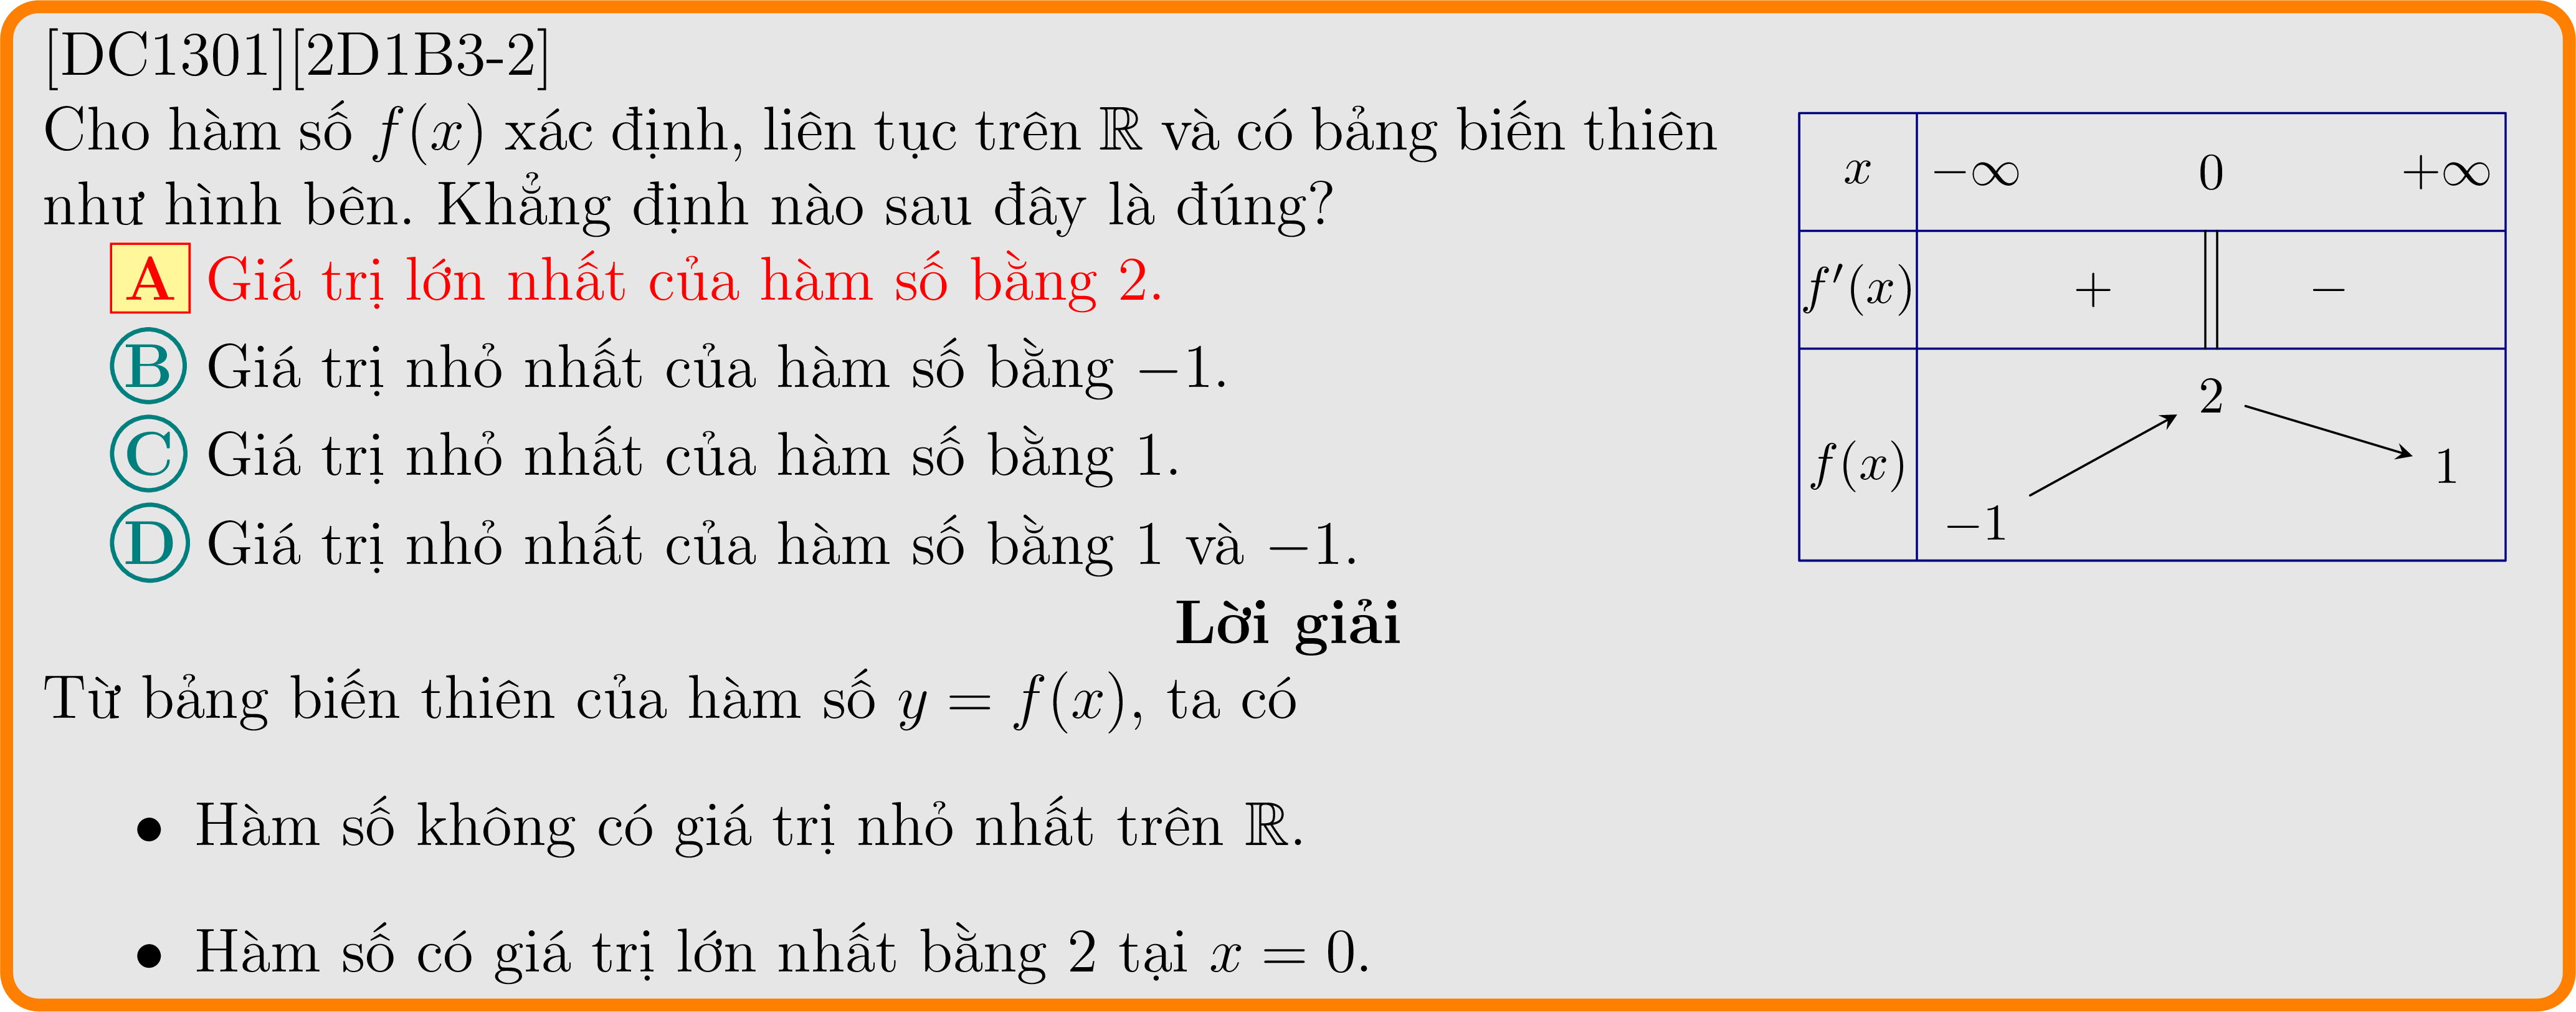 [DC1301][2D1B3-2]
Cho hàm số f(x) xác định, liên tục trên ℝ và có bảng biến thiên
như hình bên. Khẳng định nào sau đây là đúng?
A Giá trị lớn nhất của hàm số bằng 2.
B Giá trị nhỏ nhất của hàm số bằng −1.
C Giá trị nhỏ nhất của hàm số bằng 1.
D Giá trị nhỏ nhất của hàm số bằng 1 và −1.
x −∞ 0 +∞
f′(x) + −
f(x) −1 2 1
Lời giải
Từ bảng biến thiên của hàm số y = f(x), ta có
• Hàm số không có giá trị nhỏ nhất trên ℝ.
• Hàm số có giá trị lớn nhất bằng 2 tại x = 0.